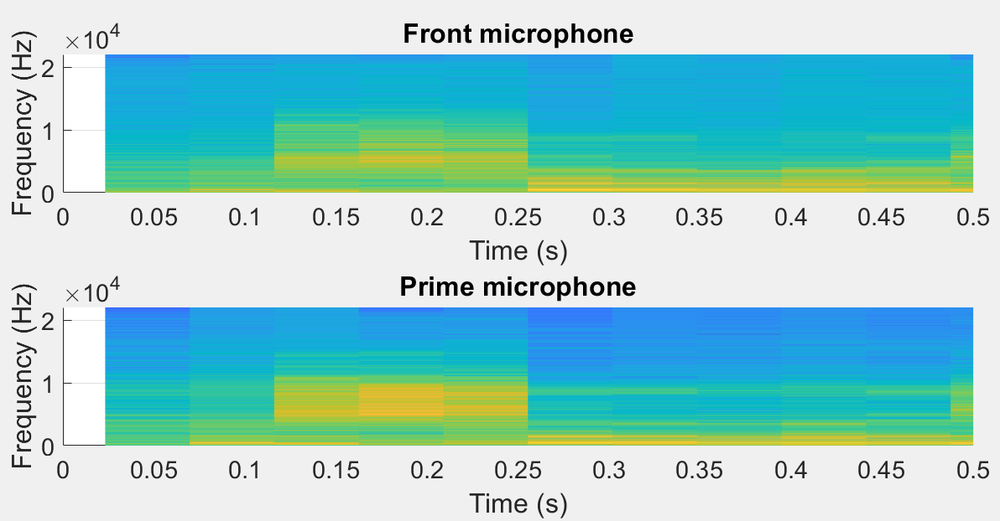 Front microphone
×10⁴
Frequency (Hz)
2
1
0
0 0.05 0.1 0.15 0.2 0.25 0.3 0.35 0.4 0.45 0.5
Time (s)
Prime microphone
×10⁴
Frequency (Hz)
2
1
0
0 0.05 0.1 0.15 0.2 0.25 0.3 0.35 0.4 0.45 0.5
Time (s)